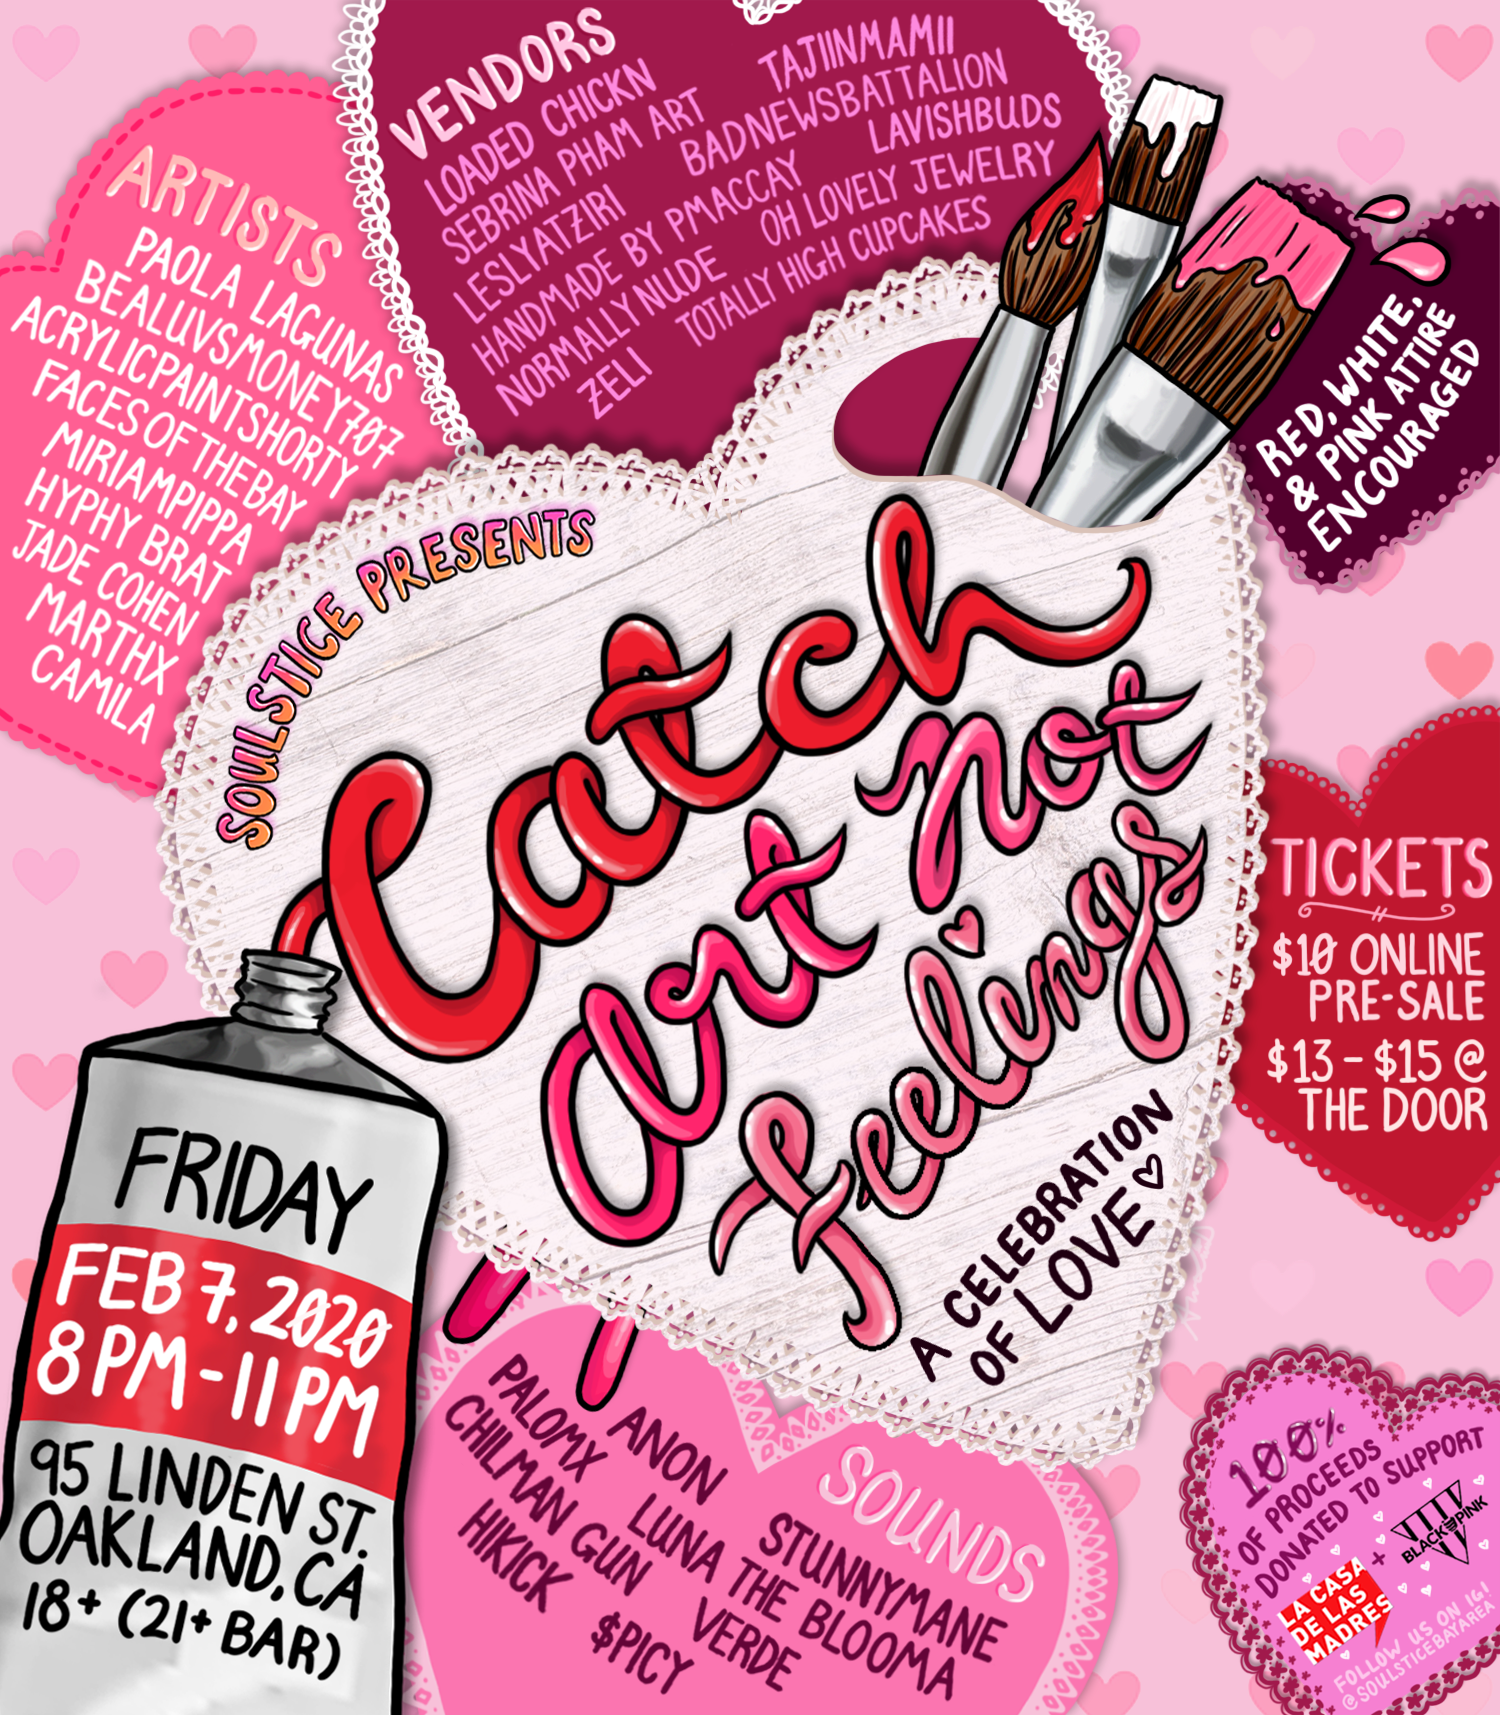 VENDORS
LOADED CHICKN
SEBRINA PHAM ART
LESLYATZIRI
HANDMADE BY PMACCAY
NORMALLYNUDE
ZELI
TAJIINMAMII
BADNEWSBATTALION
LAVISHBUDS
OH LOVELY JEWELRY
TOTALLY HIGH CUPCAKES
ARTISTS
PAOLA LAGUNAS
BEALUVSMONEY707
ACRYLICPAINTSHORTY
FACESOFTHEBAY
MIRIAMPIPPA
HYPHY BRAT
JADE COHEN
MARTHX
CAMILA
RED, WHITE,
& PINK ATTIRE
ENCOURAGED
SOULSTICE PRESENTS
Catch
art not
feelings
A CELEBRATION
OF LOVE
TICKETS
$10 ONLINE
PRE-SALE
$13 - $15 @
THE DOOR
FRIDAY
FEB 7, 2020
8 PM - 11 PM
95 LINDEN ST.
OAKLAND, CA
18+ (21+ BAR)
SOUNDS
PALOMX
ANON
CHILMAN GUN
LUNA THE BLOOMA
STUNNYMANE
HIKICK
$PICY
VERDE
100%
OF PROCEEDS
DONATED TO SUPPORT
LA CASA
DE LAS
MADRES
+
BLACK & PINK
FOLLOW US ON IG!
@SOULSTICEBAYAREA